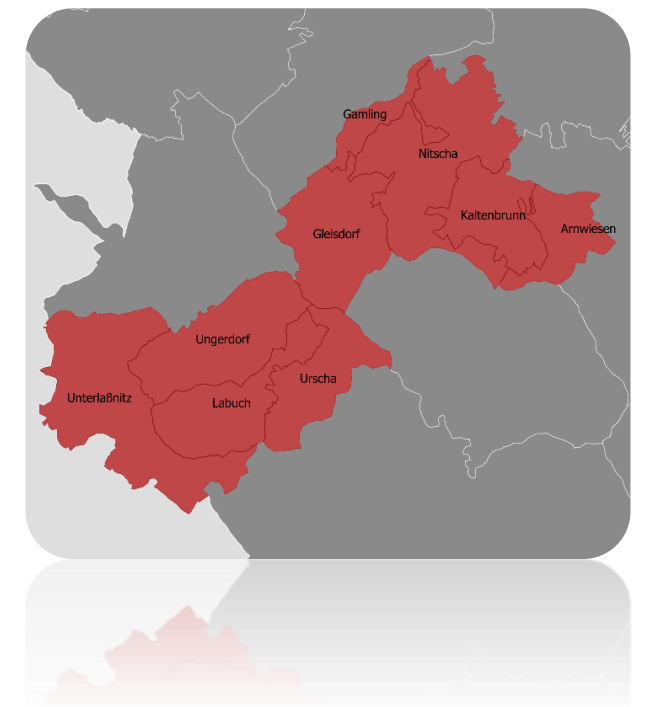 Gamling
Nitscha
Kaltenbrunn
Arnwiesen
Gleisdorf
Ungerdorf
Urscha
Unterlaßnitz
Labuch